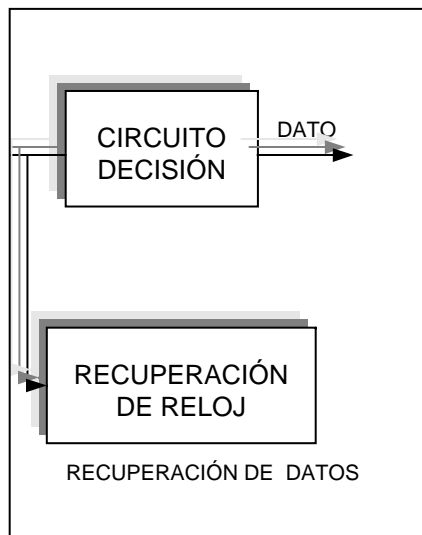 CIRCUITO
DECISIÓN
DATO
RECUPERACIÓN
DE RELOJ
RECUPERACIÓN DE DATOS